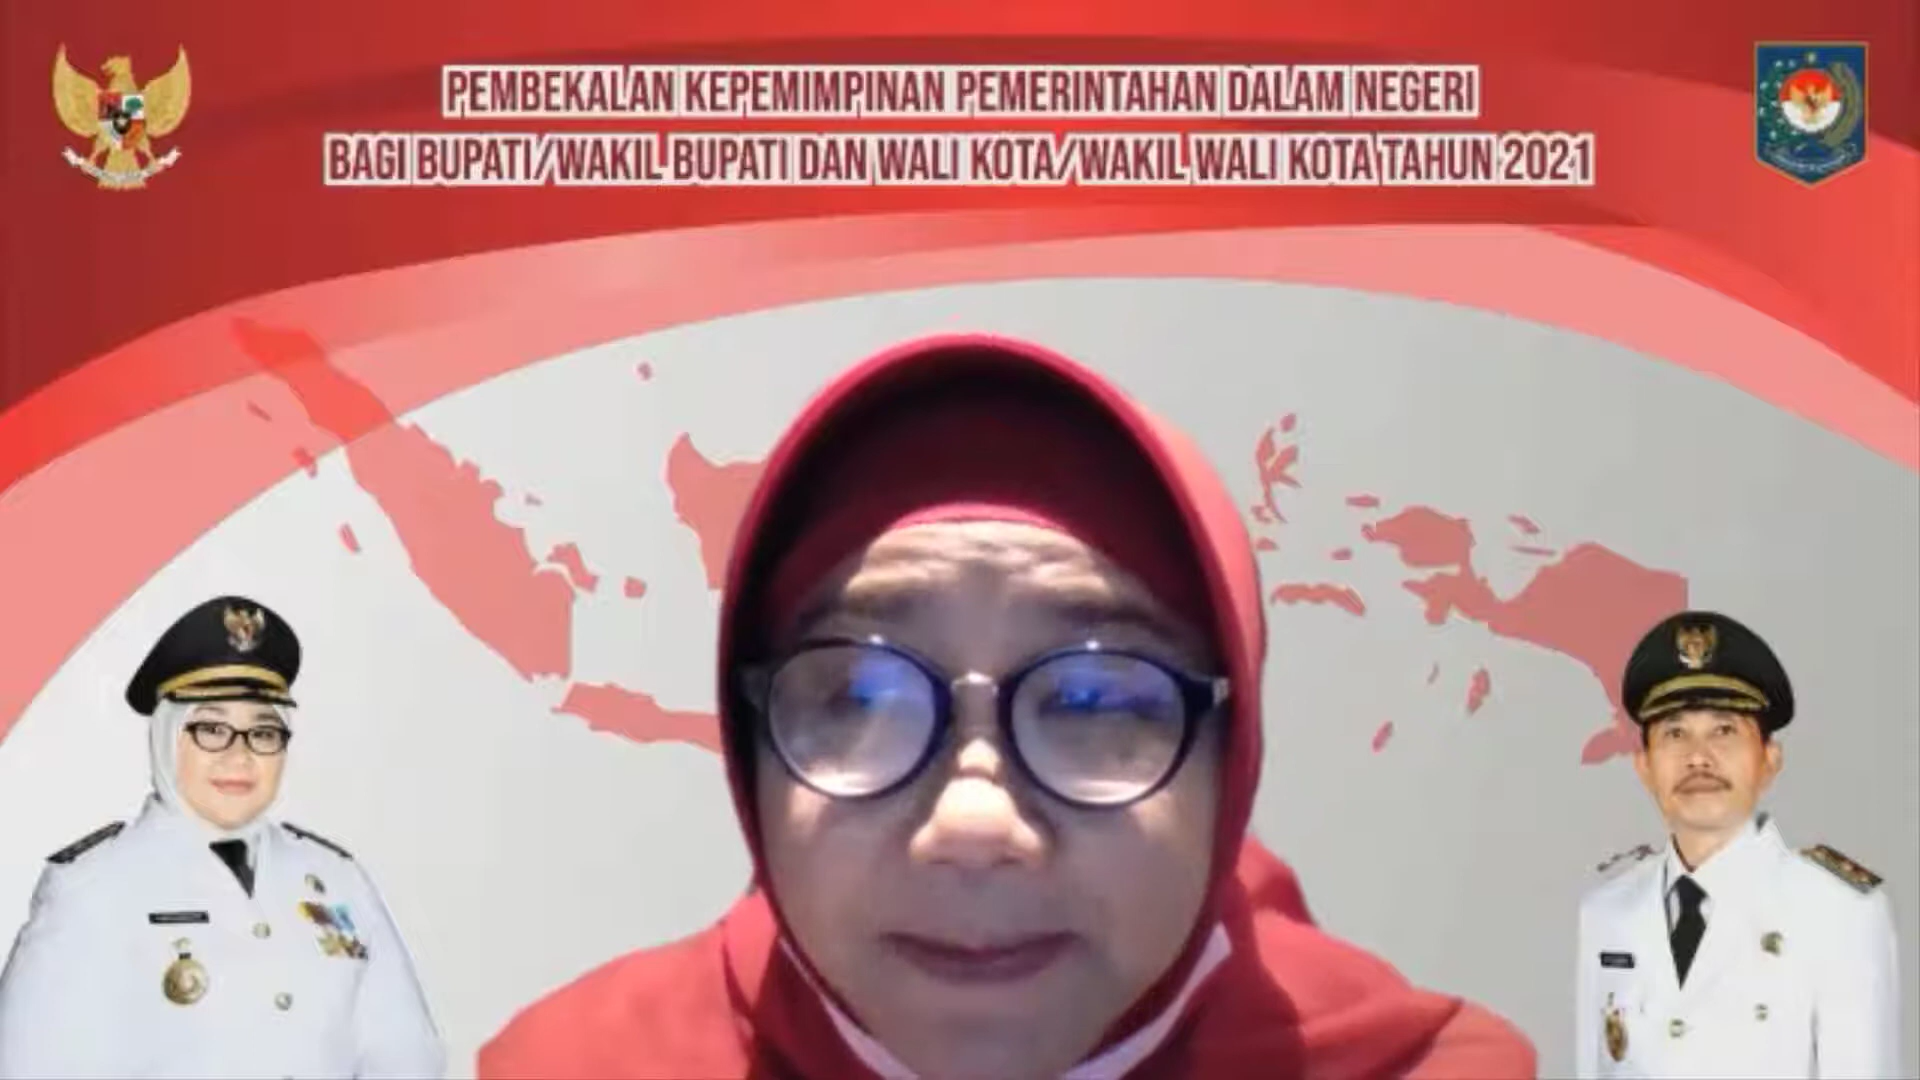 PEMBEKALAN KEPEMIMPINAN PEMERINTAHAN DALAM NEGERI
BAGI BUPATI/WAKIL BUPATI DAN WALI KOTA/WAKIL WALI KOTA TAHUN 2021